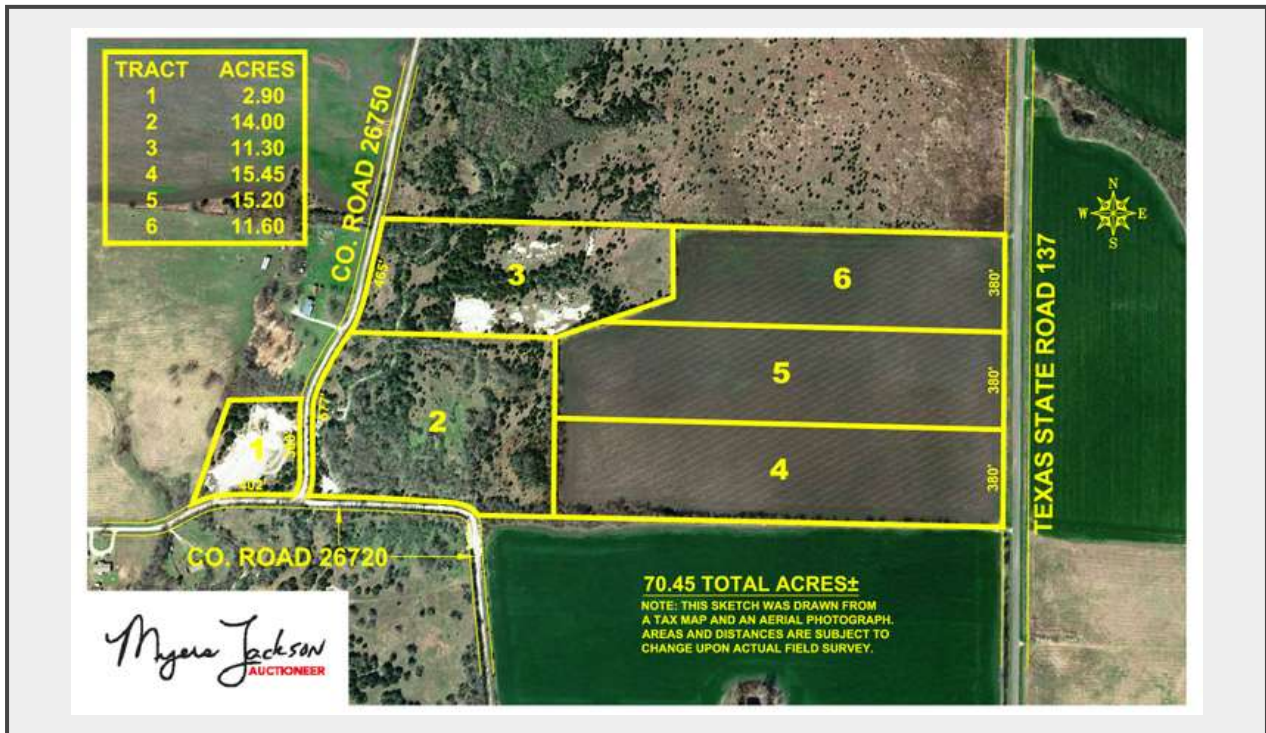 TRACT ACRES
1 2.90
2 14.00
3 11.30
4 15.45
5 15.20
6 11.60
CO. ROAD 26750
465'
3
6
380'
TEXAS STATE ROAD 137
N
W E
S
677'
2
5
380'
1
300'
402'
4
380'
CO. ROAD 26720
70.45 TOTAL ACRES±
NOTE: THIS SKETCH WAS DRAWN FROM
A TAX MAP AND AN AERIAL PHOTOGRAPH.
AREAS AND DISTANCES ARE SUBJECT TO
CHANGE UPON ACTUAL FIELD SURVEY.
Myers Jackson
AUCTIONEER